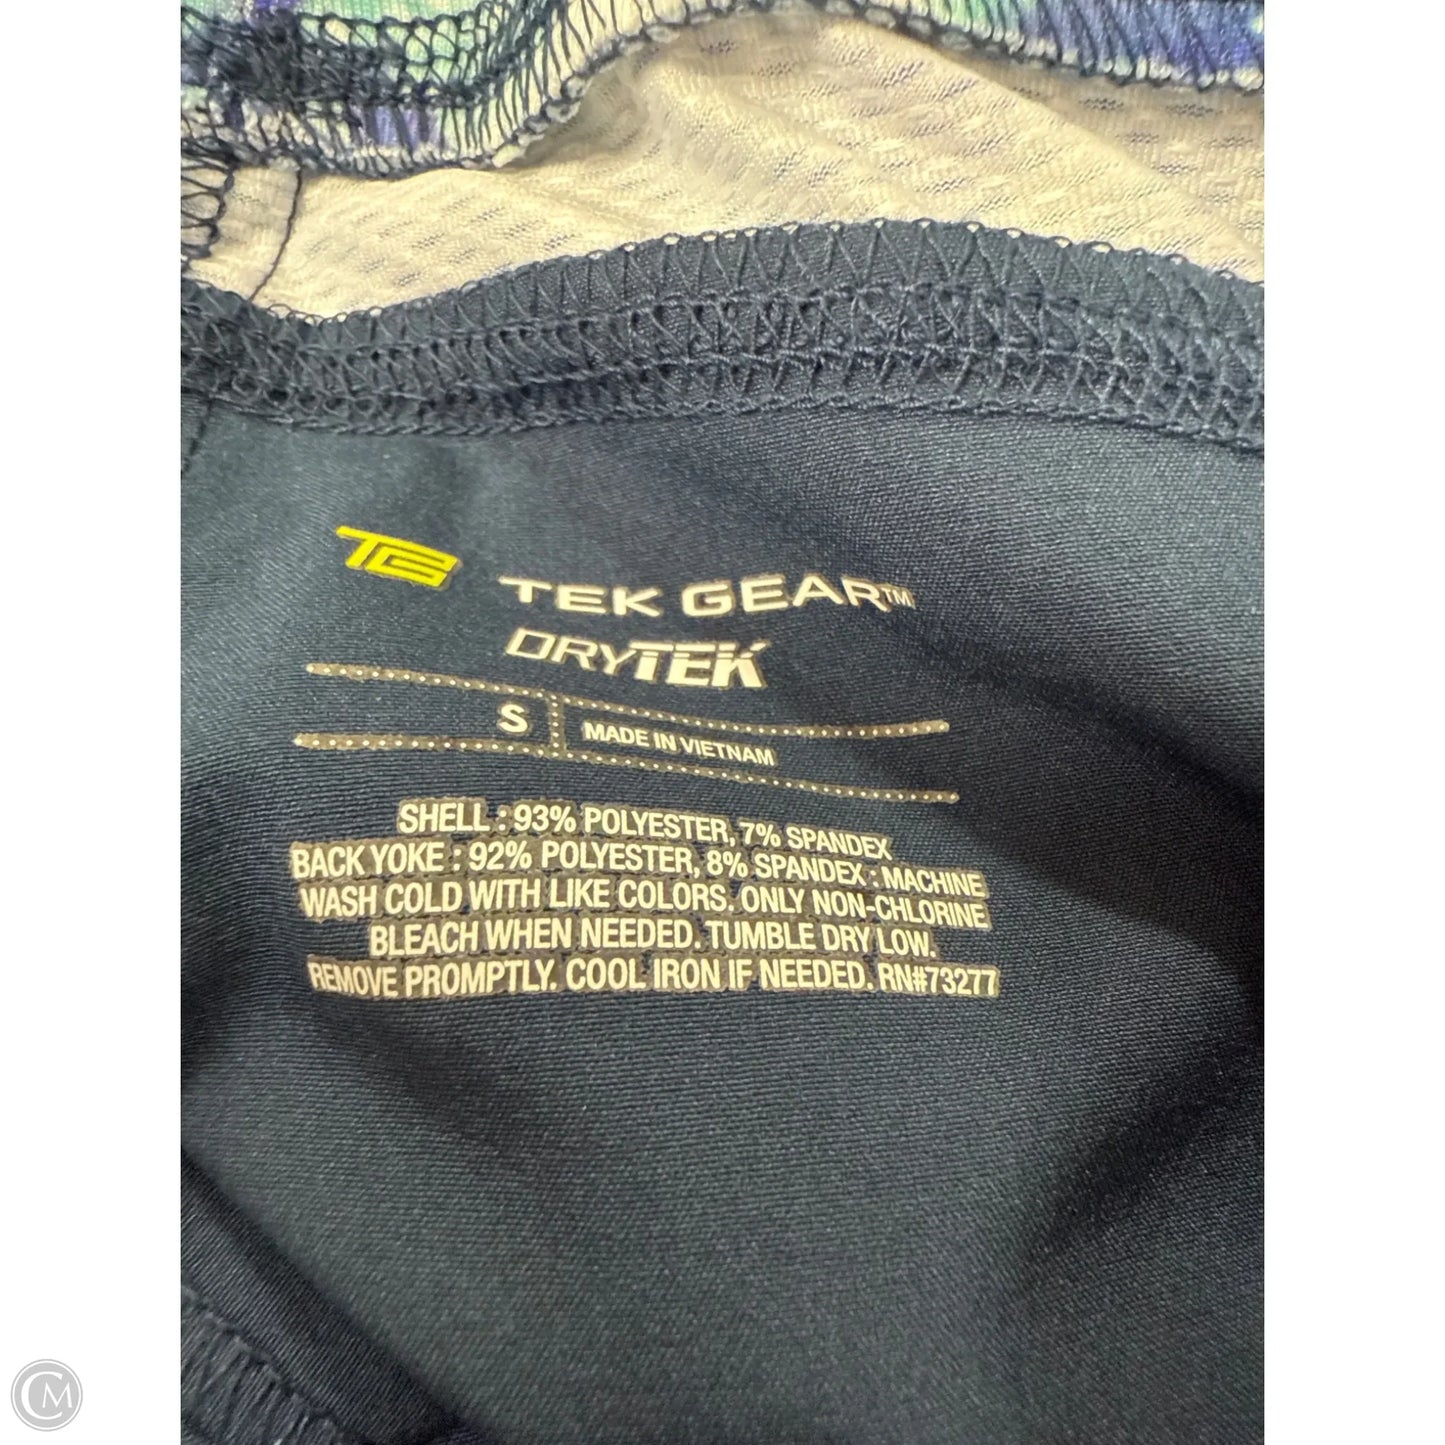 TG TEK GEAR™
DRYTEK
S MADE IN VIETNAM
SHELL : 93% POLYESTER, 7% SPANDEX
BACK YOKE : 92% POLYESTER, 8% SPANDEX : MACHINE
WASH COLD WITH LIKE COLORS. ONLY NON-CHLORINE
BLEACH WHEN NEEDED. TUMBLE DRY LOW.
REMOVE PROMPTLY. COOL IRON IF NEEDED. RN#73277
CM